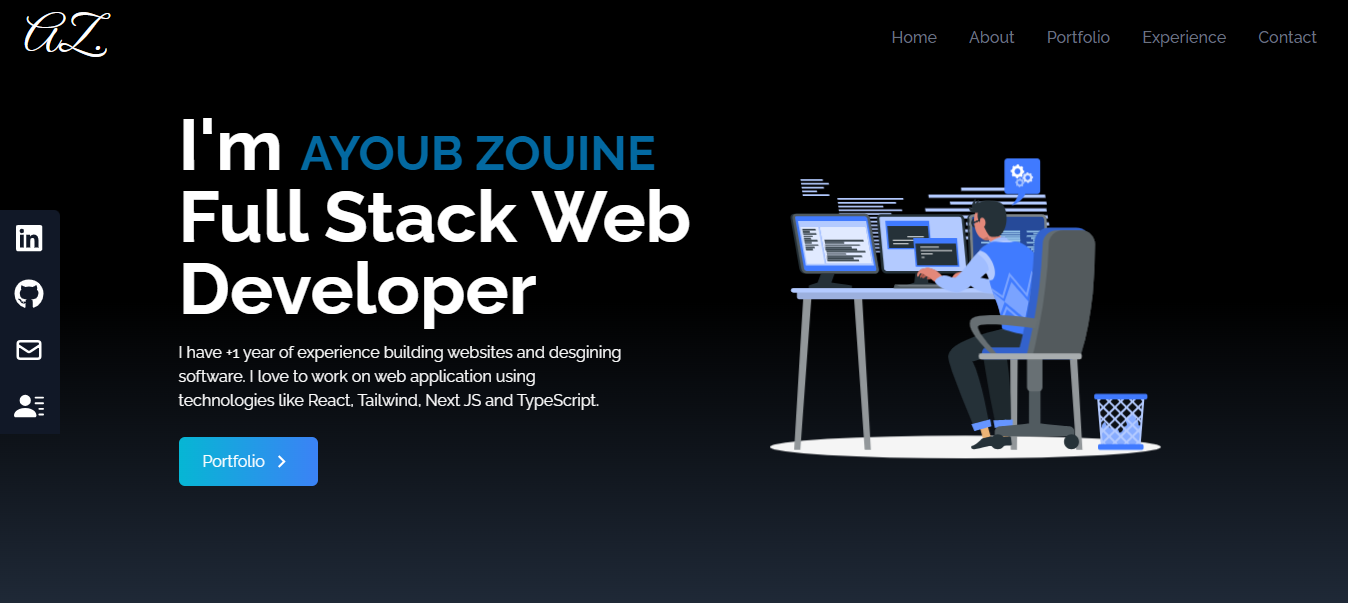 AZ.
Home About Portfolio Experience Contact
I'm AYOUB ZOUINE
Full Stack Web
Developer
I have +1 year of experience building websites and desgining
software. I love to work on web application using
technologies like React, Tailwind, Next JS and TypeScript.
Portfolio
in